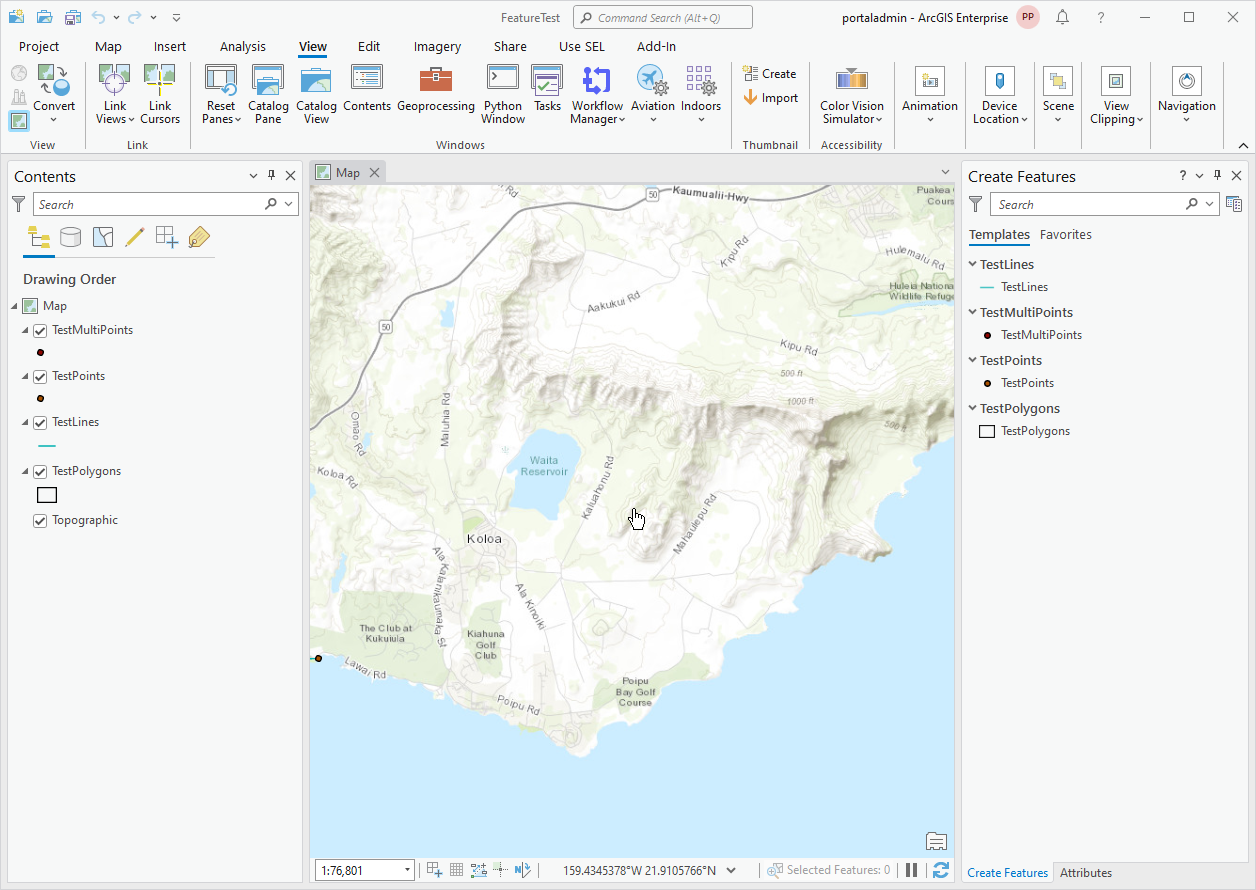 FeatureTest
Command Search (Alt+Q)
portaladmin - ArcGIS Enterprise
PP
?
Project Map Insert Analysis View Edit Imagery Share Use SEL Add-In
Convert
Link Views
Link Cursors
Reset Panes
Catalog Pane
Catalog View
Contents
Geoprocessing
Python Window
Tasks
Workflow Manager
Aviation
Indoors
Create
Import
Color Vision Simulator
Animation
Device Location
Scene
View Clipping
Navigation
View
Link
Windows
Thumbnail
Accessibility
Contents
Search
Drawing Order
Map
TestMultiPoints
TestPoints
TestLines
TestPolygons
Topographic
Map
50
Kaumualii-Hwy
Puakea
Cours
Rd
Kipu Rd
Hulemalu Rd
Huleia Nationa
Wildlife Refuge
Aakukui Rd
50
Kipu Rd
500 ft
1000 ft
500 ft
Maluhia Rd
Omao Rd
Koloa Rd
Waita
Reservoir
Kaluahonu Rd
Mahaulepu Rd
Koloa
Ala Kalanikaumaka St
Ala Kinoiki
The Club at
Kukuiula
Kiahuna
Golf
Club
Lawai Rd
Poipu Rd
Poipu
Bay Golf
Course
1:76,801
159.4345378°W 21.9105766°N
Selected Features: 0
Create Features
?
Search
Templates Favorites
TestLines
TestLines
TestMultiPoints
TestMultiPoints
TestPoints
TestPoints
TestPolygons
TestPolygons
Create Features Attributes